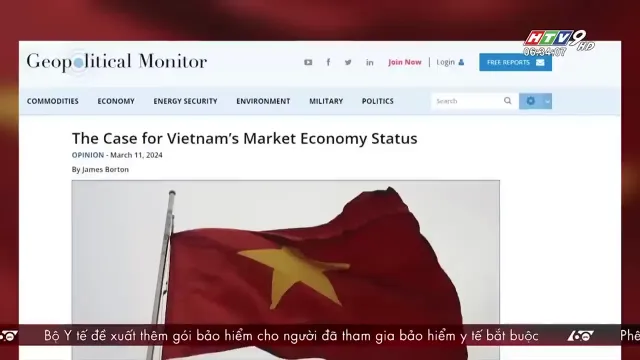 HTV9 HD
06:34:07
Geopolitical Monitor
Join Now
Login
FREE REPORTS
COMMODITIES ECONOMY ENERGY SECURITY ENVIRONMENT MILITARY POLITICS
Search
The Case for Vietnam's Market Economy Status
OPINION - March 11, 2024
By James Borton
Bộ Y tế đề xuất thêm gói bảo hiểm cho người đã tham gia bảo hiểm y tế bắt buộc